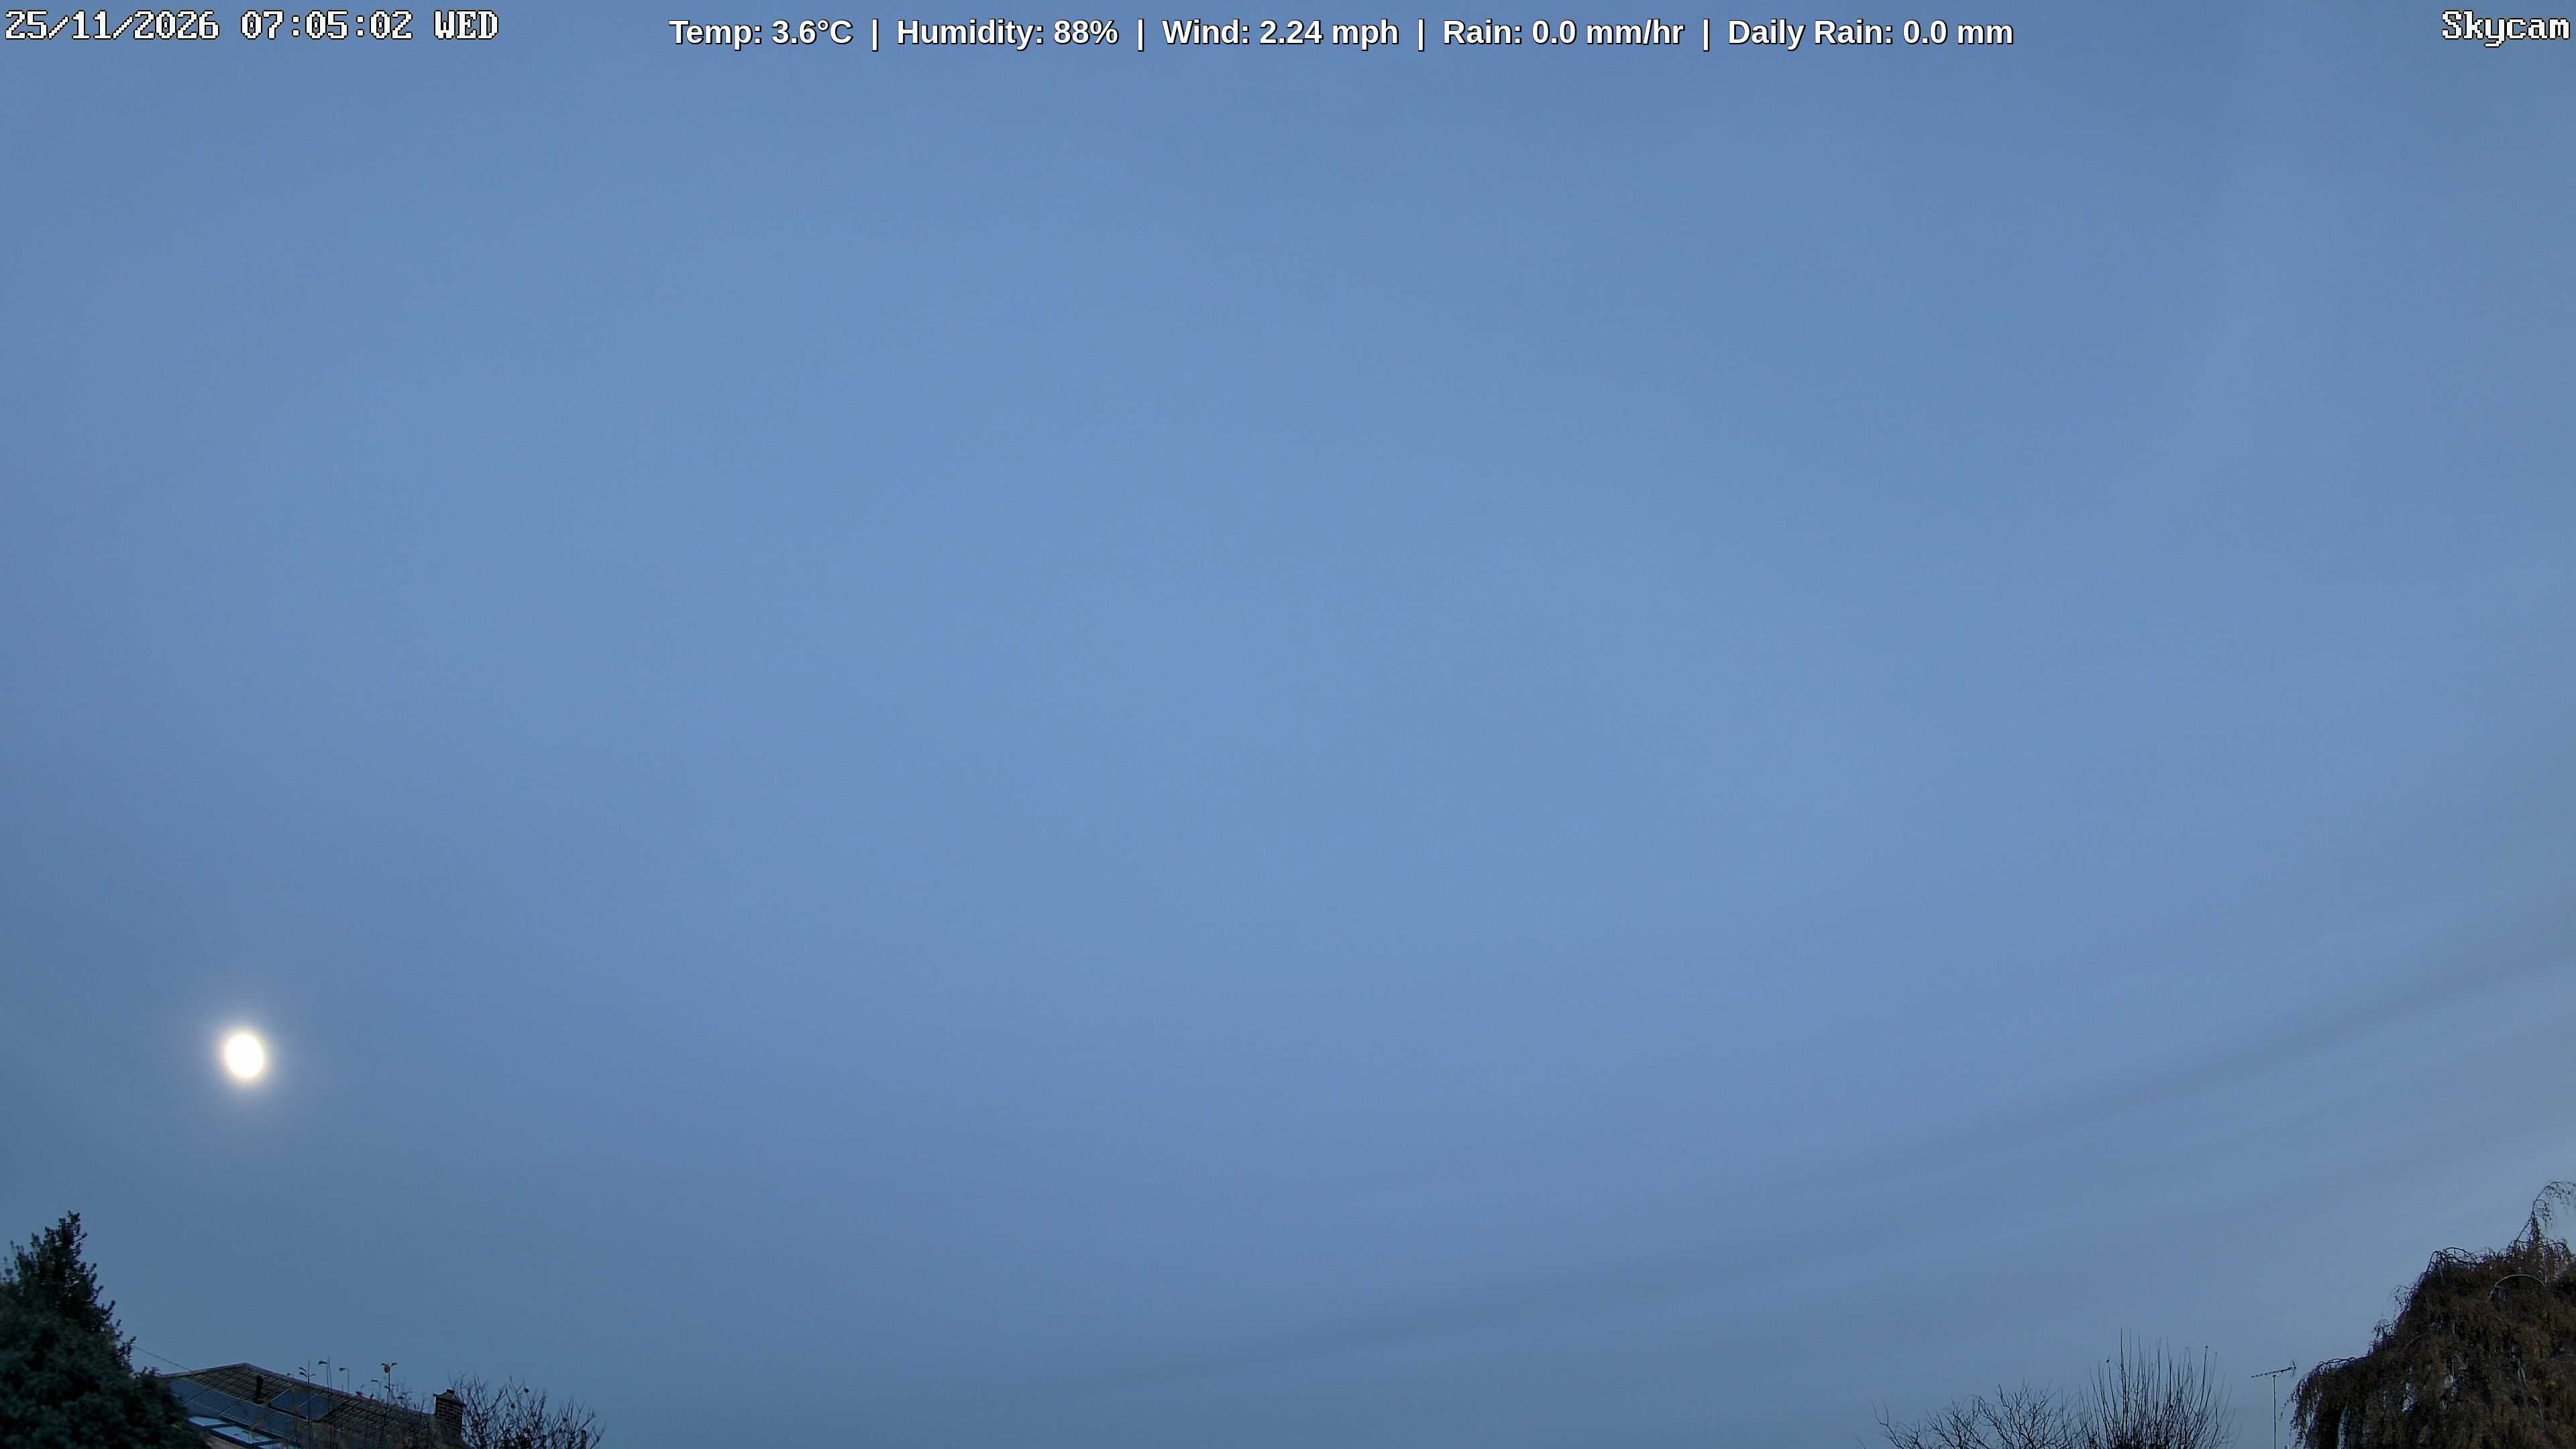 25/11/2026 07:05:02 WED
Temp: 3.6°C | Humidity: 88% | Wind: 2.24 mph | Rain: 0.0 mm/hr | Daily Rain: 0.0 mm
Skycam